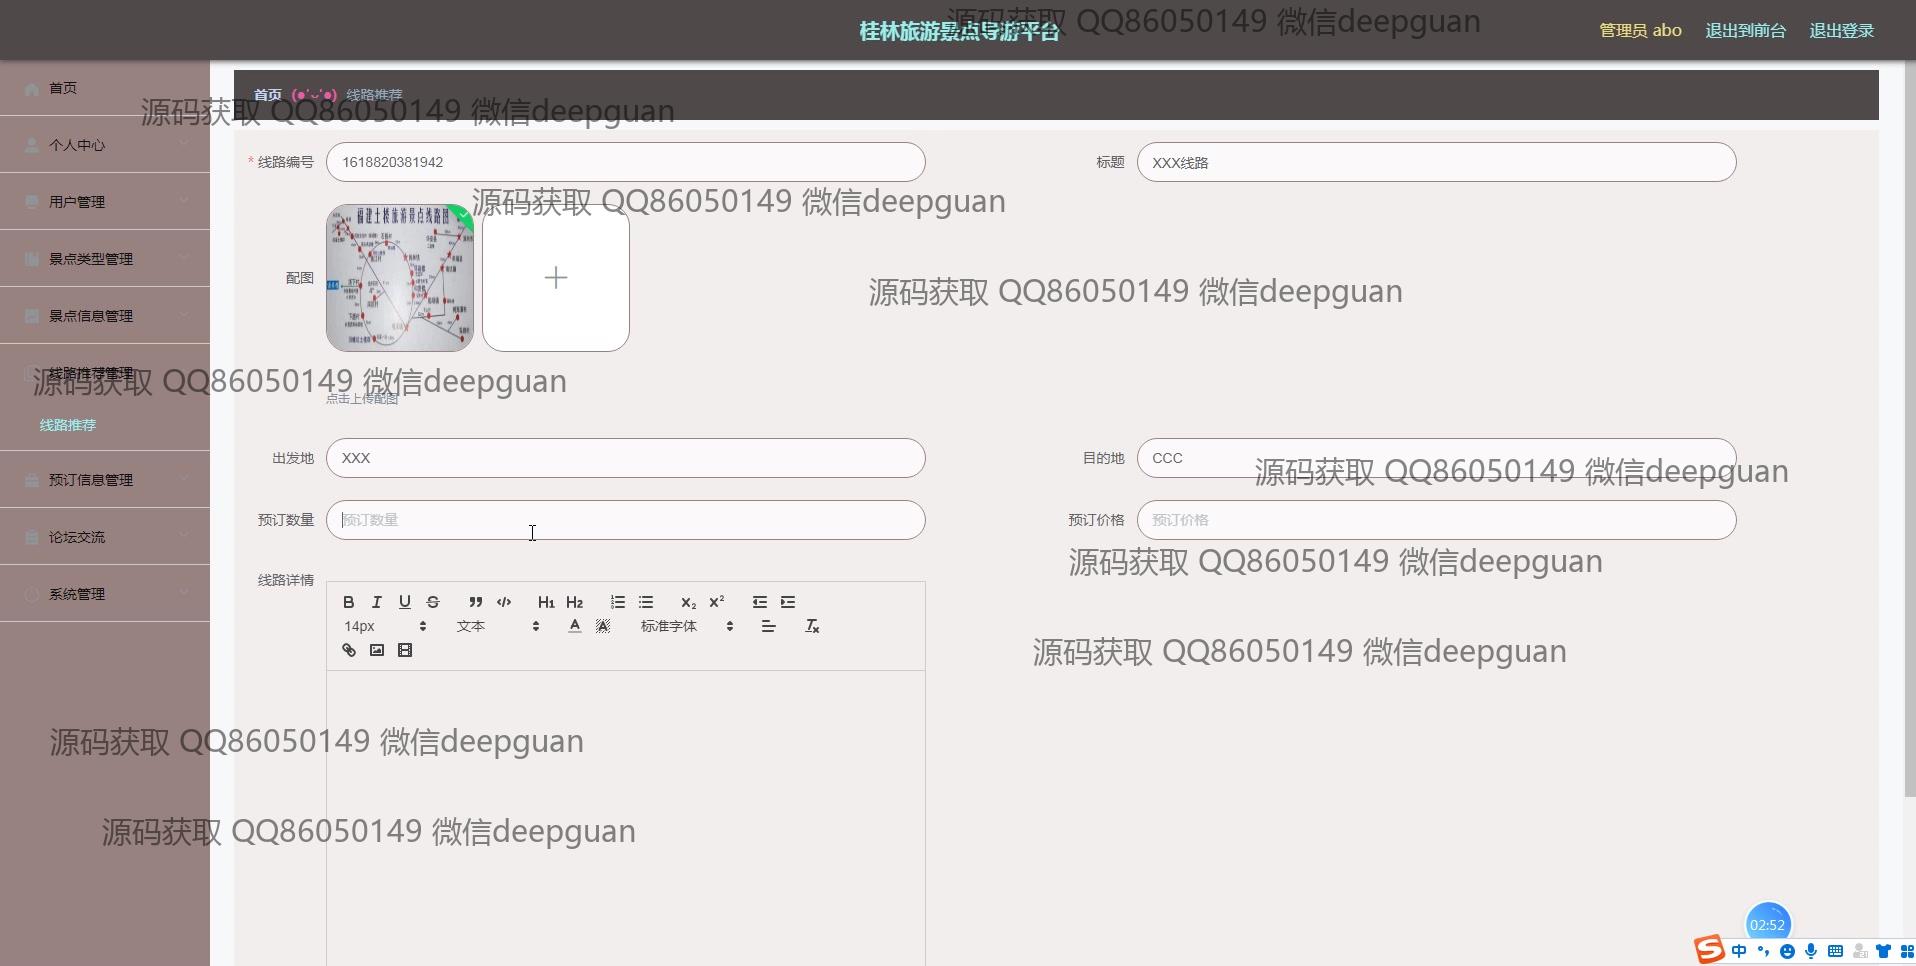 桂林旅游景点导游平台
源码获取 QQ86050149 微信deepguan
管理员 abo 退出到前台 退出登录
首页
个人中心
用户管理
景点类型管理
景点信息管理
线路推荐管理
线路推荐
预订信息管理
论坛交流
系统管理
首页 (●'◡'●) 线路推荐
源码获取 QQ86050149 微信deepguan
* 线路编号 1618820381942
标题 XXX线路
源码获取 QQ86050149 微信deepguan
配图
福建土楼旅游景点线路图
源码获取 QQ86050149 微信deepguan
源码获取 QQ86050149 微信deepguan
点击上传配图
出发地 XXX
目的地 CCC
源码获取 QQ86050149 微信deepguan
预订数量 预订数量
预订价格 预订价格
源码获取 QQ86050149 微信deepguan
线路详情
B I U S H1 H2 X2 X2
14px 文本 A A 标准字体 Tx
源码获取 QQ86050149 微信deepguan
源码获取 QQ86050149 微信deepguan
源码获取 QQ86050149 微信deepguan
02:52
S 中